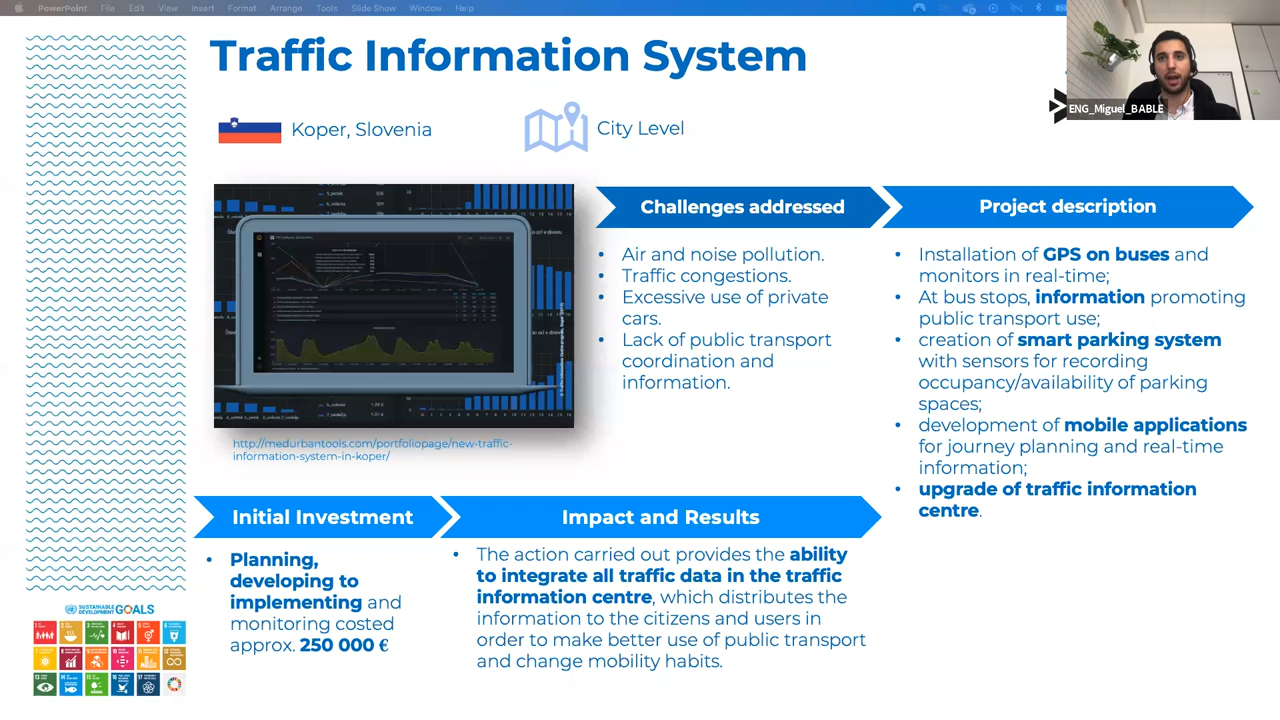 PowerPoint File Edit View Insert Format Arrange Tools Slide Show Window Help
Traffic Information System
ENG_Miguel_BABLE
Koper, Slovenia
City Level
Challenges addressed
Air and noise pollution.
Traffic congestions.
Excessive use of private
cars.
Lack of public transport
coordination and
information.
Project description
Installation of GPS on buses and
monitors in real-time;
At bus stops, information promoting
public transport use;
creation of smart parking system
with sensors for recording
occupancy/availability of parking
spaces;
development of mobile applications
for journey planning and real-time
information;
upgrade of traffic information
centre.
http://medurbantools.com/portfoliopage/new-traffic-
information-system-in-koper/
Initial Investment
Planning,
developing to
implementing and
monitoring costed
approx. 250 000 €
Impact and Results
The action carried out provides the ability
to integrate all traffic data in the traffic
information centre, which distributes the
information to the citizens and users in
order to make better use of public transport
and change mobility habits.
SUSTAINABLE
DEVELOPMENT GOALS